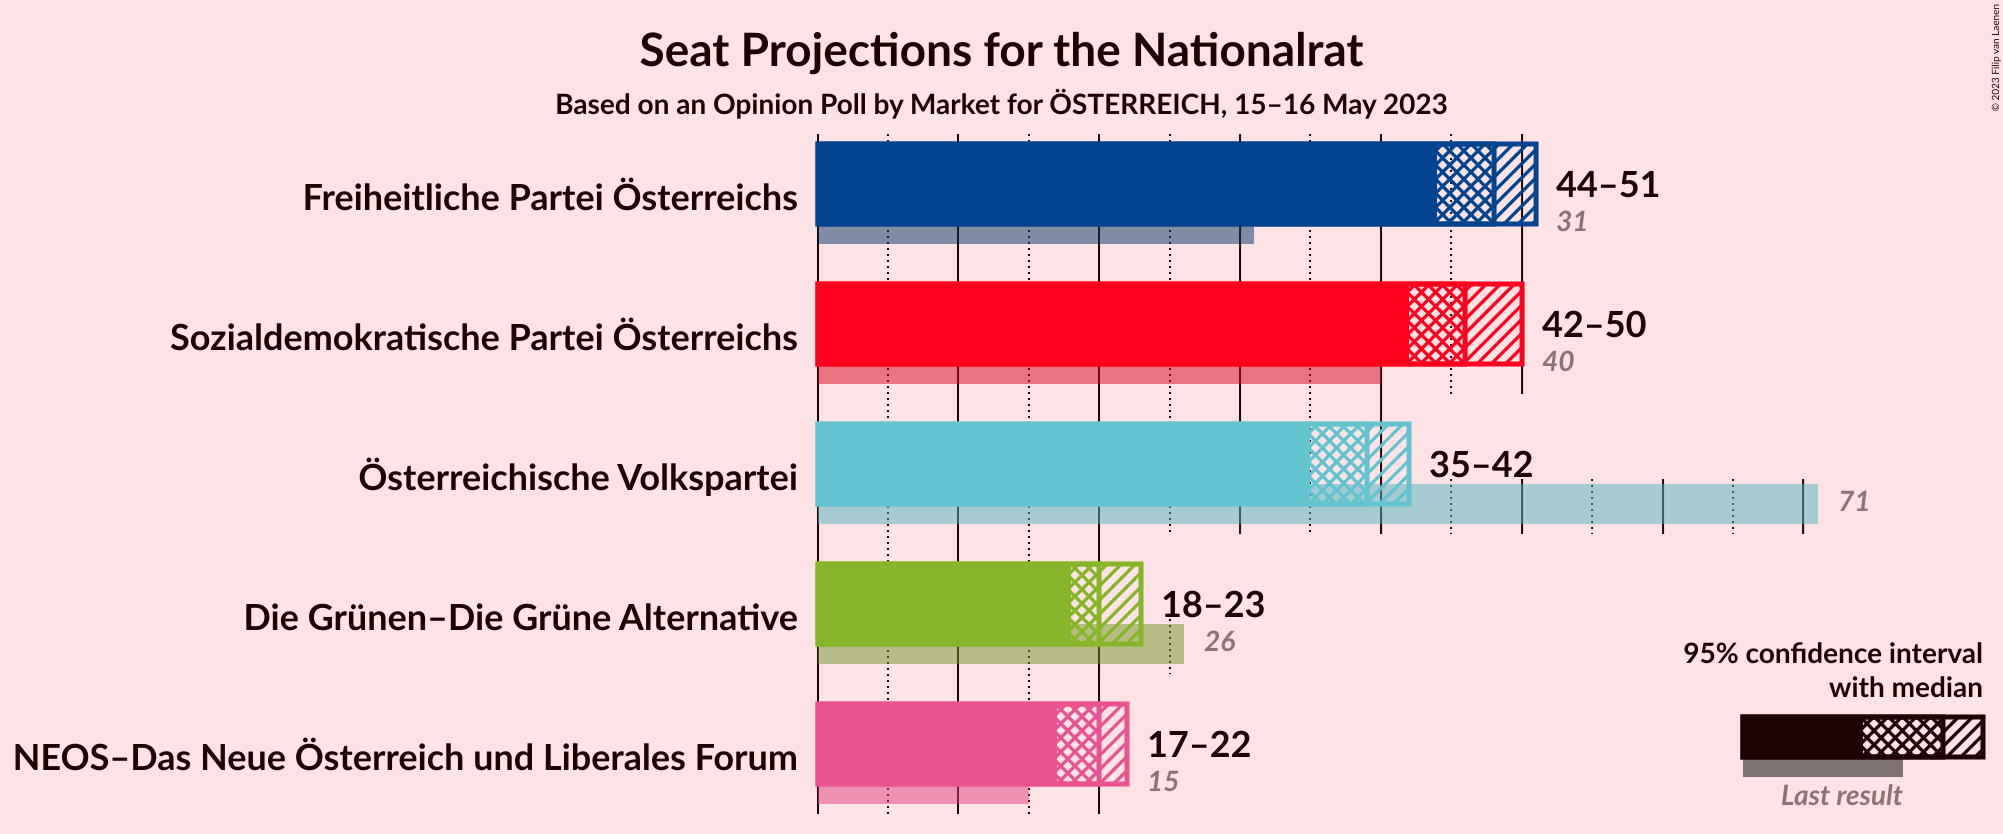 Seat Projections for the Nationalrat
Based on an Opinion Poll by Market for ÖSTERREICH, 15–16 May 2023
© 2023 Filip van Laenen
Freiheitliche Partei Österreichs
44–51
31
Sozialdemokratische Partei Österreichs
42–50
40
Österreichische Volkspartei
35–42
71
Die Grünen–Die Grüne Alternative
18–23
26
NEOS–Das Neue Österreich und Liberales Forum
17–22
15
95% confidence interval
with median
Last result